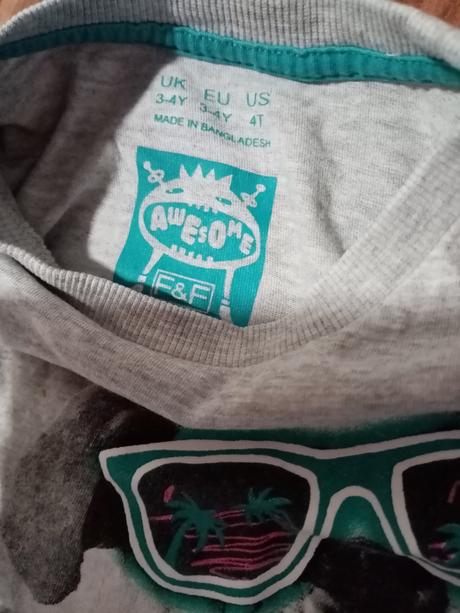 UK EU US
3-4Y 3-4Y 4T
MADE IN BANGLADESH
AWESOME
F&F